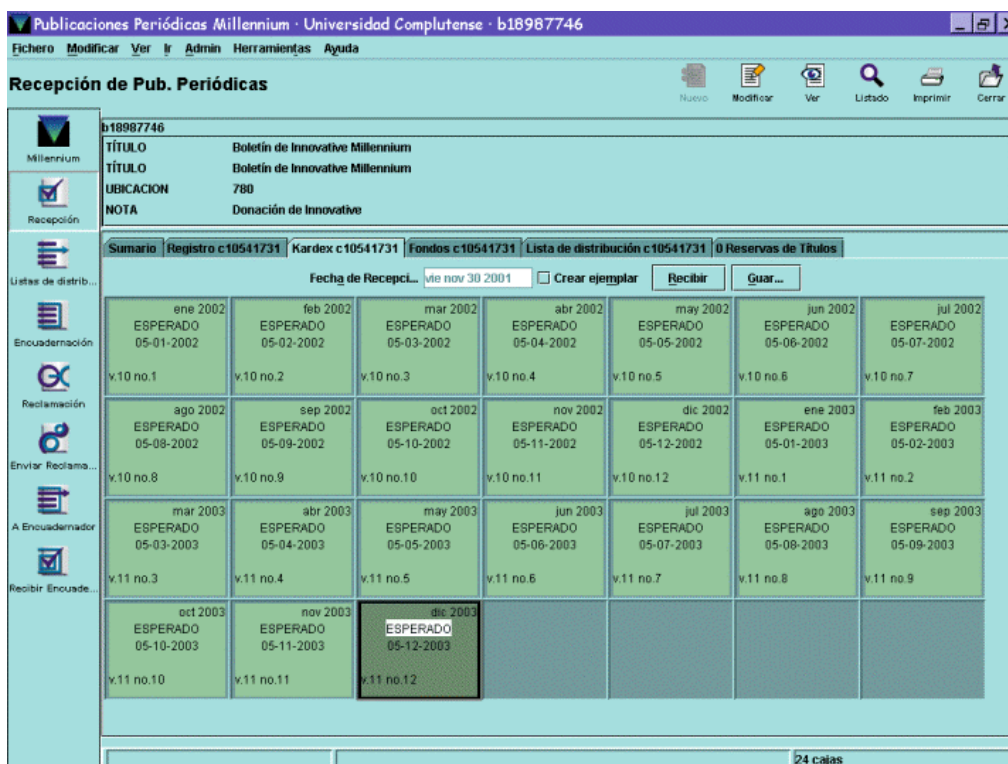 Publicaciones Periódicas Millennium · Universidad Complutense · b18987746
Fichero Modificar Ver Ir Admin Herramientas Ayuda
Recepción de Pub. Periódicas
Nuevo Modificar Ver Listado Imprimir Cerrar
Millennium
Recepción
Listas de distrib...
Encuadernación
Reclamación
Enviar Reclama...
A Encuadernador
Recibir Encuade...
b18987746
TÍTULO Boletín de Innovative Millennium
TÍTULO Boletín de Innovative Millennium
UBICACION 780
NOTA Donación de Innovative
Sumario Registro c10541731 Kardex c10541731 Fondos c10541731 Lista de distribución c10541731 0 Reservas de Títulos
Fecha de Recepci... vie nov 30 2001 Crear ejemplar Recibir Guar...
ene 2002 feb 2002 mar 2002 abr 2002 may 2002 jun 2002 jul 2002
ESPERADO ESPERADO ESPERADO ESPERADO ESPERADO ESPERADO ESPERADO
05-01-2002 05-02-2002 05-03-2002 05-04-2002 05-05-2002 05-06-2002 05-07-2002
v.10 no.1 v.10 no.2 v.10 no.3 v.10 no.4 v.10 no.5 v.10 no.6 v.10 no.7
ago 2002 sep 2002 oct 2002 nov 2002 dic 2002 ene 2003 feb 2003
ESPERADO ESPERADO ESPERADO ESPERADO ESPERADO ESPERADO ESPERADO
05-08-2002 05-09-2002 05-10-2002 05-11-2002 05-12-2002 05-01-2003 05-02-2003
v.10 no.8 v.10 no.9 v.10 no.10 v.10 no.11 v.10 no.12 v.11 no.1 v.11 no.2
mar 2003 abr 2003 may 2003 jun 2003 jul 2003 ago 2003 sep 2003
ESPERADO ESPERADO ESPERADO ESPERADO ESPERADO ESPERADO ESPERADO
05-03-2003 05-04-2003 05-05-2003 05-06-2003 05-07-2003 05-08-2003 05-09-2003
v.11 no.3 v.11 no.4 v.11 no.5 v.11 no.6 v.11 no.7 v.11 no.8 v.11 no.9
oct 2003 nov 2003 dic 2003
ESPERADO ESPERADO ESPERADO
05-10-2003 05-11-2003 05-12-2003
v.11 no.10 v.11 no.11 v.11 no.12
24 cajas